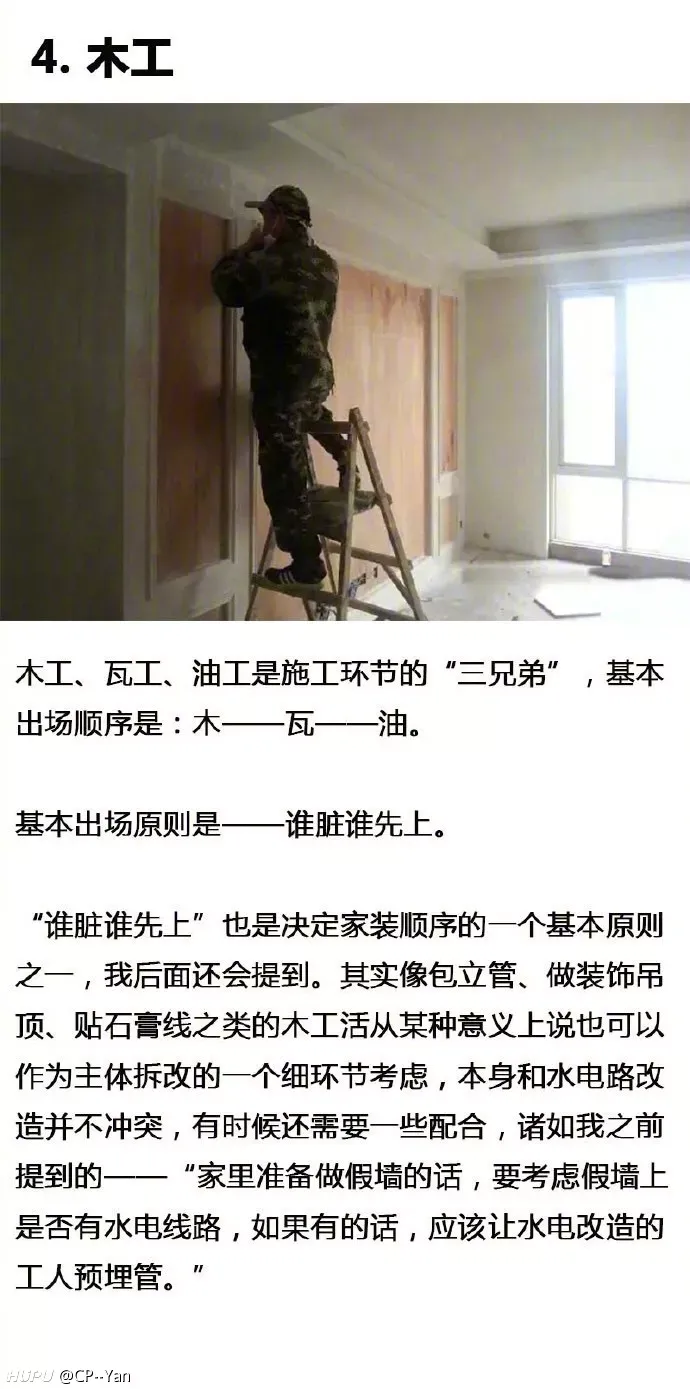 4. 木工
木工、瓦工、油工是施工环节的“三兄弟”，基本
出场顺序是：木——瓦——油。
基本出场原则是——谁脏谁先上。
“谁脏谁先上”也是决定家装顺序的一个基本原则
之一，我后面还会提到。其实像包立管、做装饰吊
顶、贴石膏线之类的木工活从某种意义上说也可以
作为主体拆改的一个细环节考虑，本身和水电路改
造并不冲突，有时候还需要一些配合，诸如我之前
提到的——“家里准备做假墙的话，要考虑假墙上
是否有水电线路，如果有的话，应该让水电改造的
工人预埋管。”
HUPU @CP--Yan